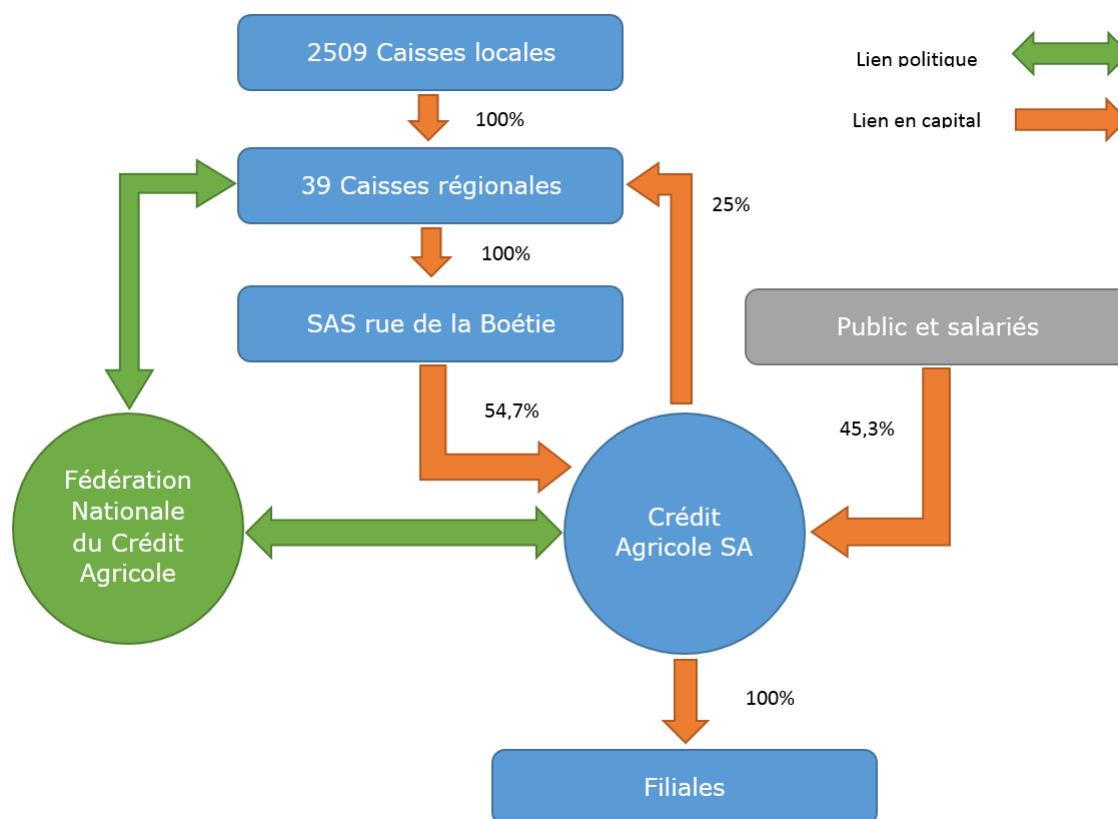 2509 Caisses locales
Lien politique
100%
Lien en capital
39 Caisses régionales
25%
100%
SAS rue de la Boétie
Public et salariés
54,7%
45,3%
Fédération
Nationale
du Crédit
Agricole
Crédit
Agricole SA
100%
Filiales